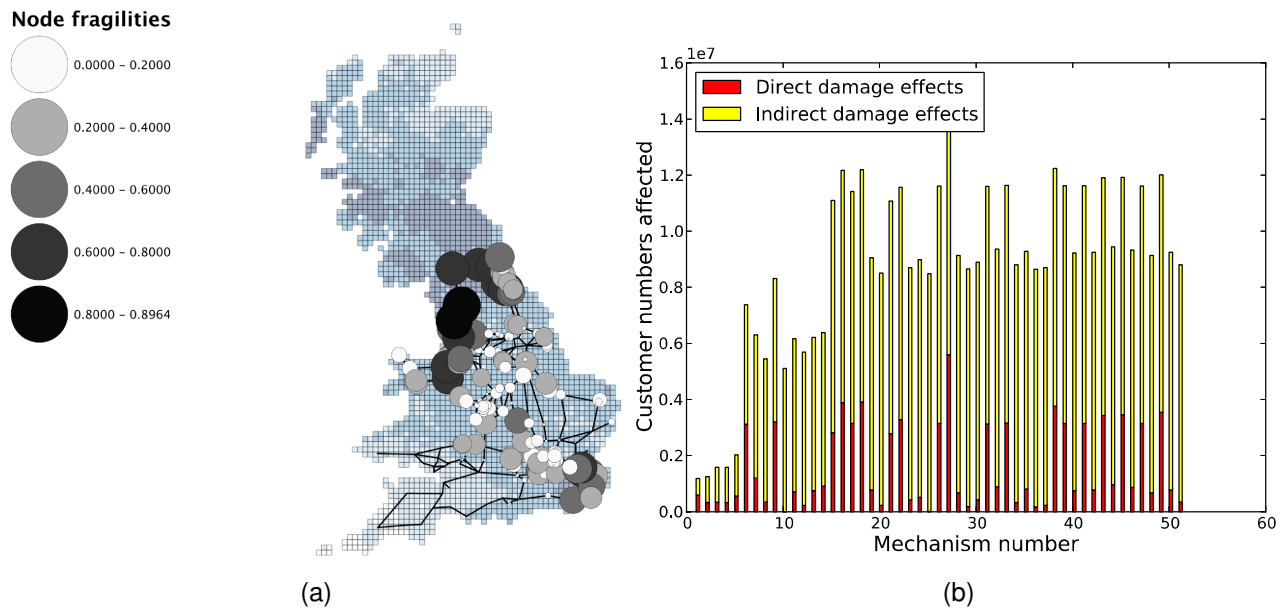 Node fragilities
0.0000 – 0.2000
0.2000 – 0.4000
0.4000 – 0.6000
0.6000 – 0.8000
0.8000 – 0.8964
(a)
1e7
1.6
1.4
1.2
1.0
0.8
0.6
0.4
0.2
0.0
Customer numbers affected
Direct damage effects
Indirect damage effects
0 10 20 30 40 50 60
Mechanism number
(b)